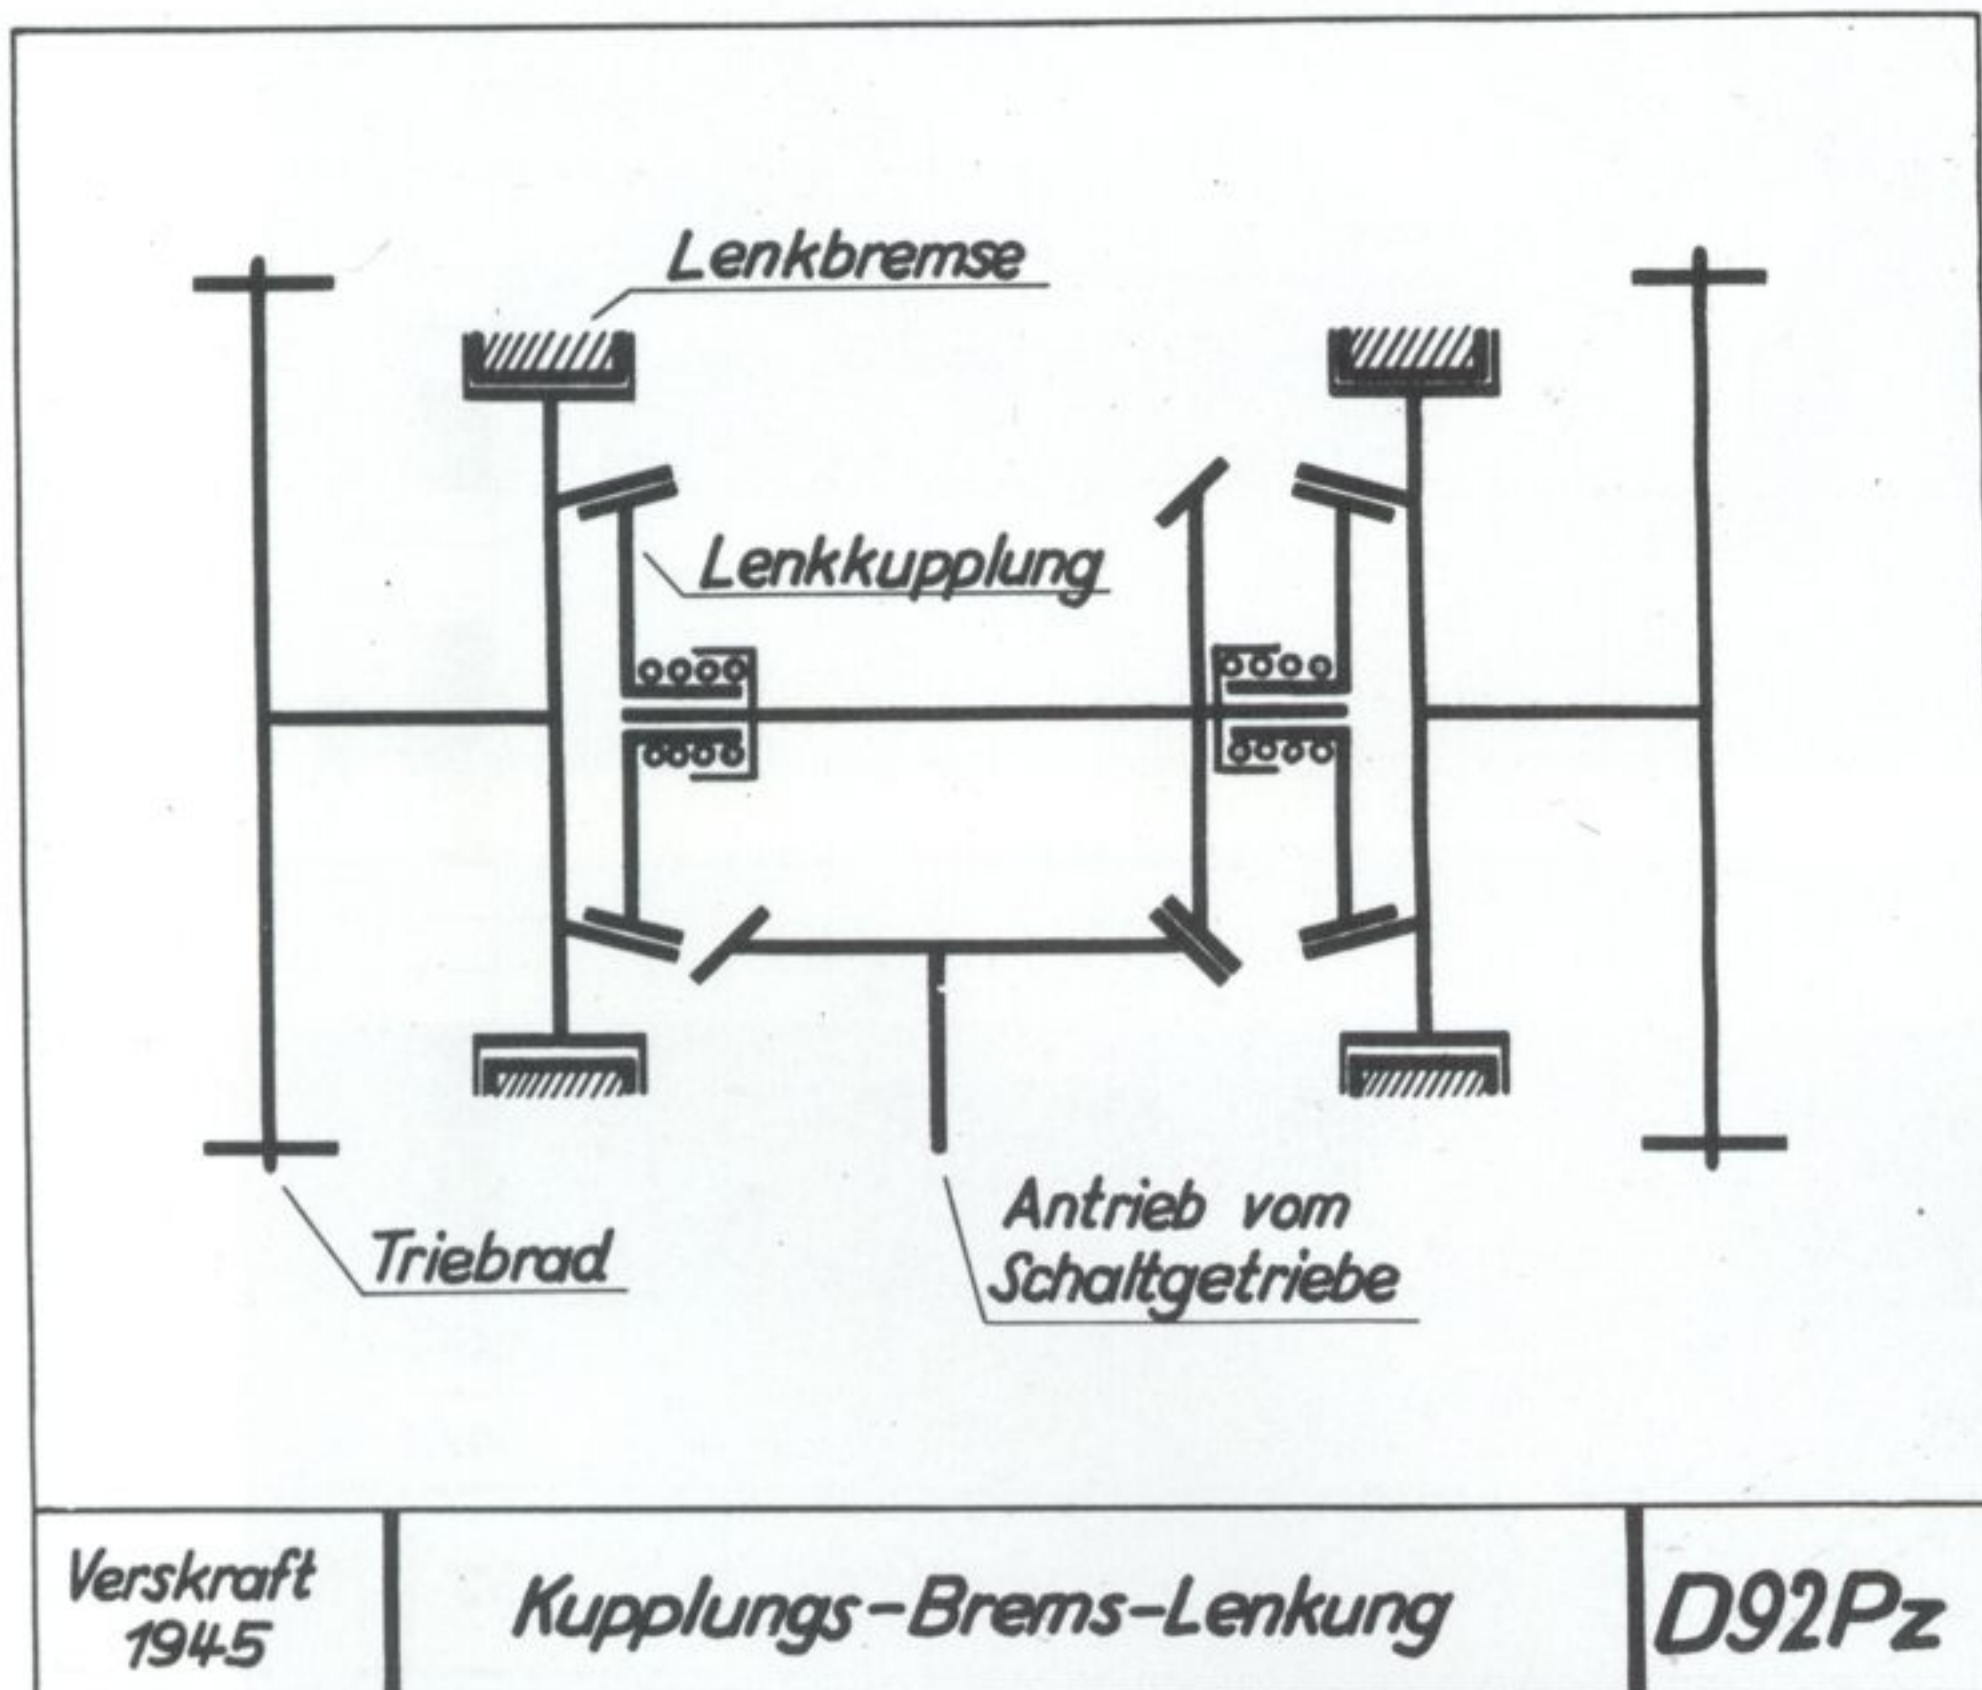 Lenkbremse
Lenkkupplung
Antrieb vom
Schaltgetriebe
Triebrad
Verskraft
1945
Kupplungs-Brems-Lenkung
D92Pz